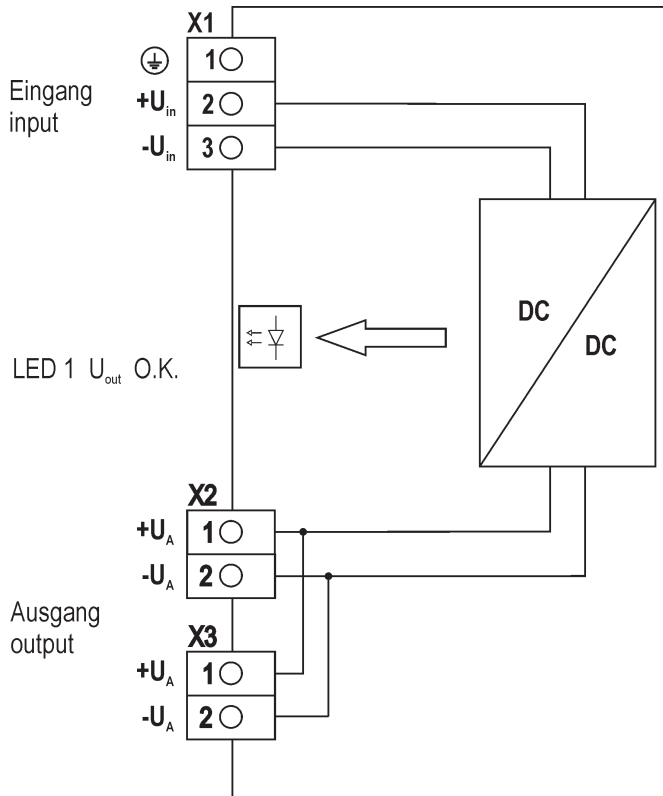 X1
1
Eingang
input
+Uin 2
-Uin 3
DC
DC
LED 1 Uout O.K.
X2
+UA 1
-UA 2
Ausgang
output
X3
+UA 1
-UA 2